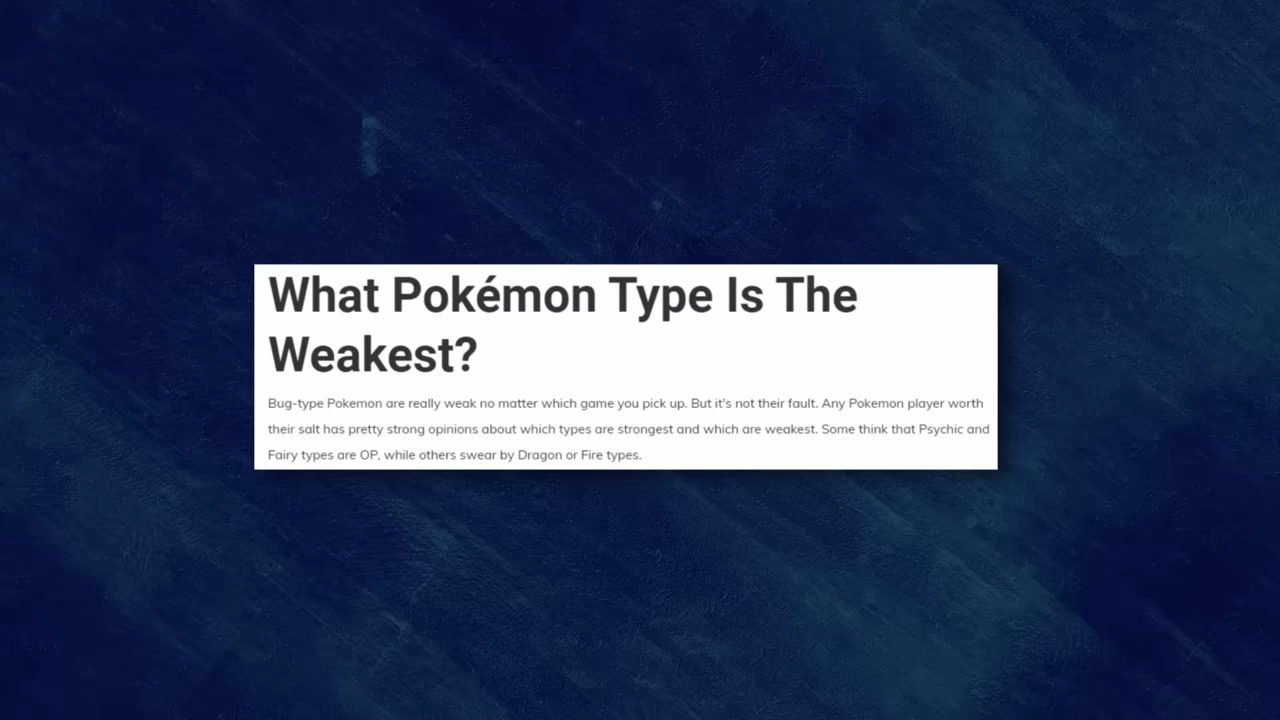 What Pokémon Type Is The
Weakest?
Bug-type Pokemon are really weak no matter which game you pick up. But it's not their fault. Any Pokemon player worth
their salt has pretty strong opinions about which types are strongest and which are weakest. Some think that Psychic and
Fairy types are OP, while others swear by Dragon or Fire types.